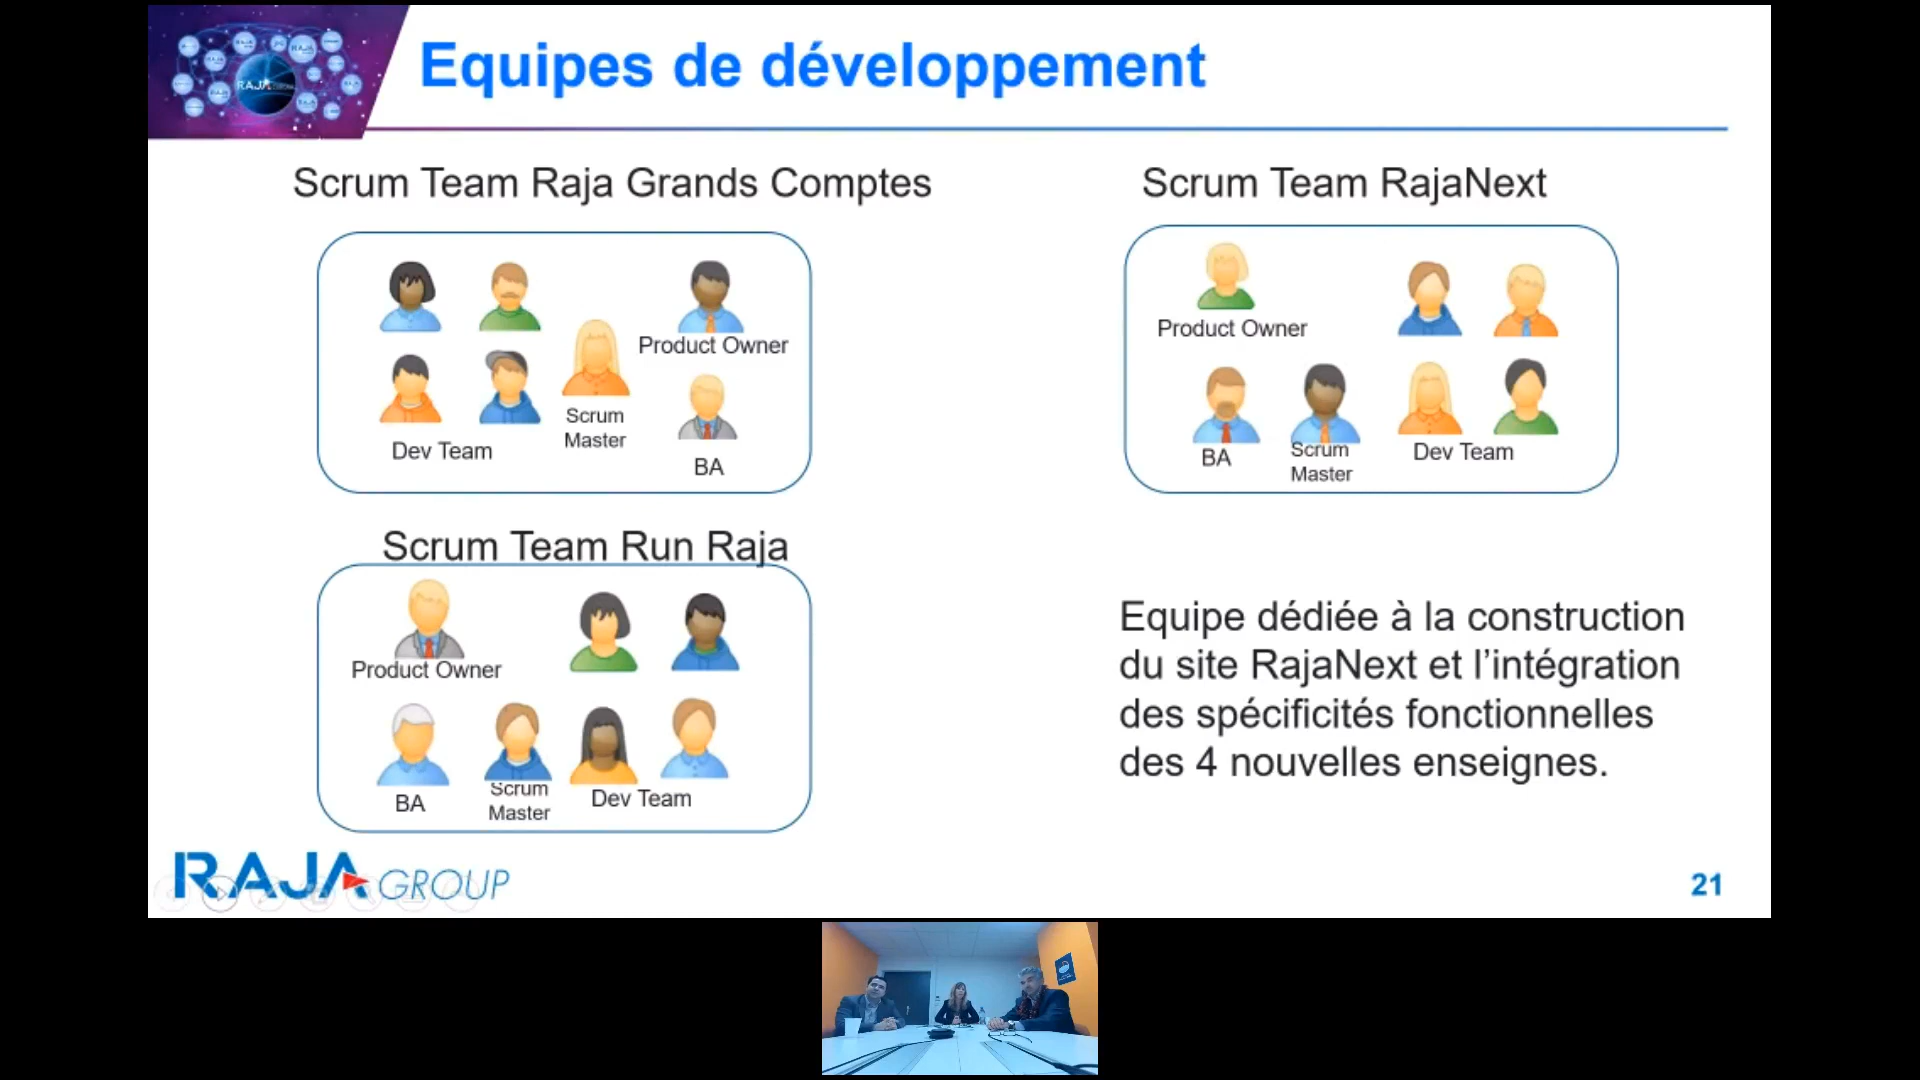 Equipes de développement
Scrum Team Raja Grands Comptes
Product Owner
Scrum
Master
Dev Team
BA
Scrum Team RajaNext
Product Owner
BA
Scrum
Master
Dev Team
Scrum Team Run Raja
Product Owner
BA
Scrum
Master
Dev Team
Equipe dédiée à la construction
du site RajaNext et l’intégration
des spécificités fonctionnelles
des 4 nouvelles enseignes.
RAJA GROUP
21
RAJA